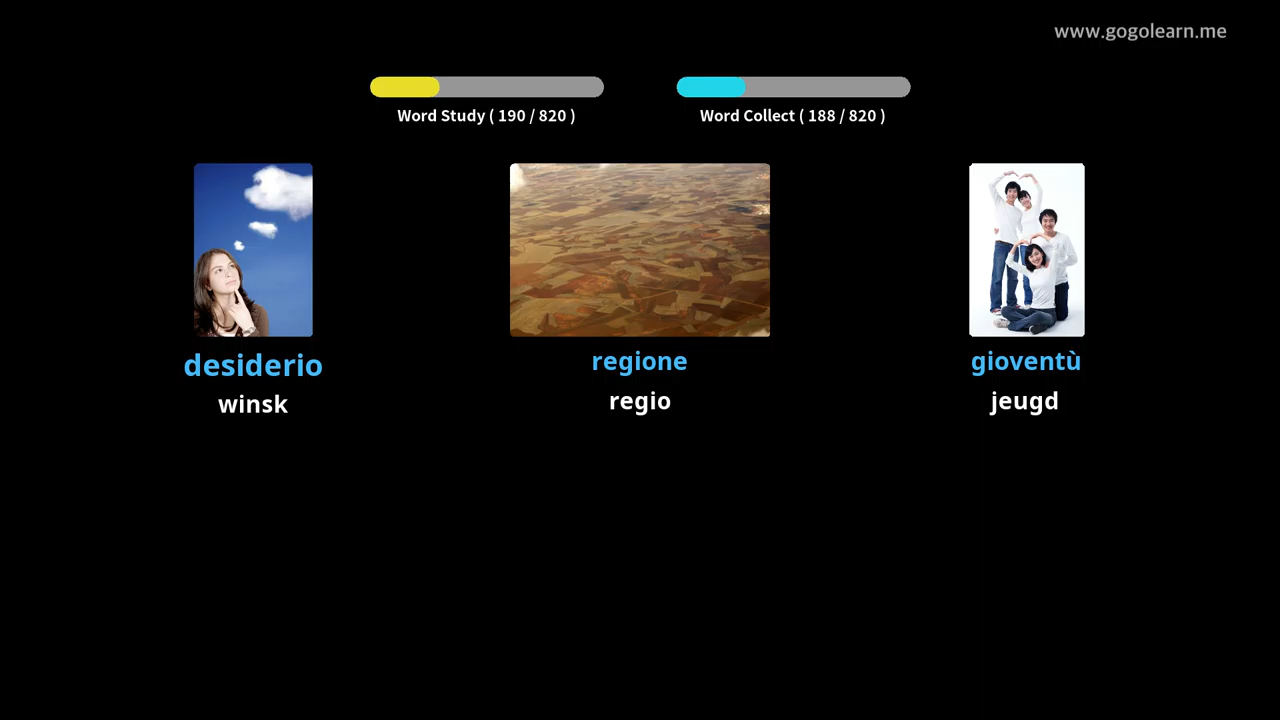 www.gogolearn.me
Word Study ( 190 / 820 )
Word Collect ( 188 / 820 )
desiderio
winsk
regione
regio
gioventù
jeugd